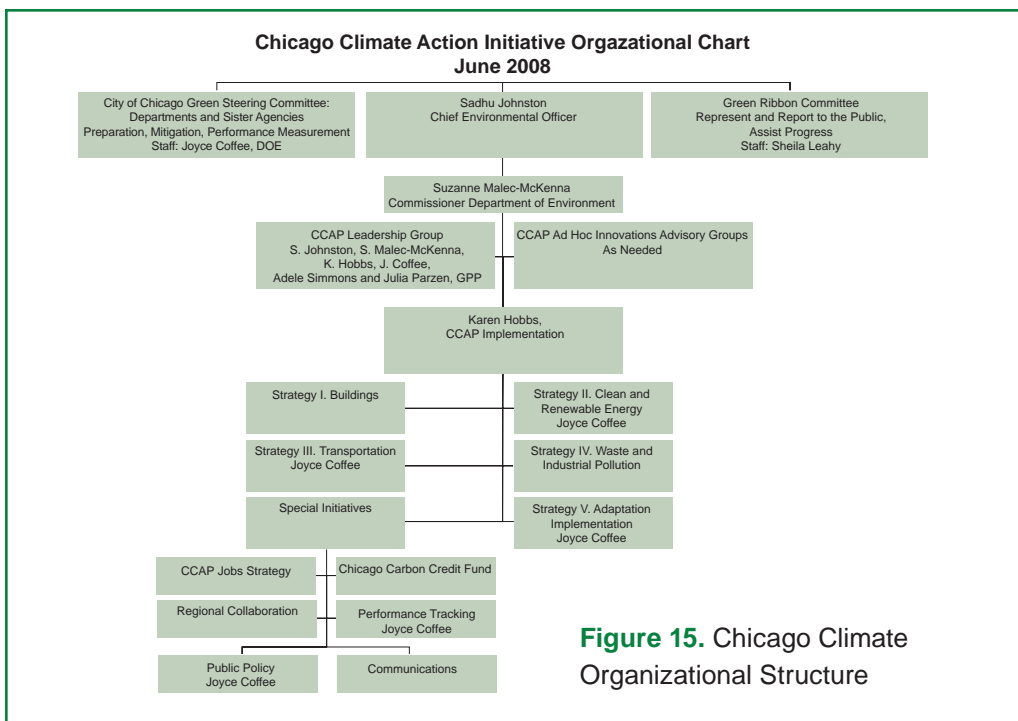 Chicago Climate Action Initiative Orgazational Chart
June 2008
City of Chicago Green Steering Committee:
Departments and Sister Agencies
Preparation, Mitigation, Performance Measurement
Staff: Joyce Coffee, DOE
Sadhu Johnston
Chief Environmental Officer
Green Ribbon Committee
Represent and Report to the Public,
Assist Progress
Staff: Sheila Leahy
Suzanne Malec-McKenna
Commissioner Department of Environment
CCAP Leadership Group
S. Johnston, S. Malec-McKenna,
K. Hobbs, J. Coffee,
Adele Simmons and Julia Parzen, GPP
CCAP Ad Hoc Innovations Advisory Groups
As Needed
Karen Hobbs,
CCAP Implementation
Strategy I. Buildings
Strategy II. Clean and
Renewable Energy
Joyce Coffee
Strategy III. Transportation
Joyce Coffee
Strategy IV. Waste and
Industrial Pollution
Special Initiatives
Strategy V. Adaptation
Implementation
Joyce Coffee
CCAP Jobs Strategy
Chicago Carbon Credit Fund
Regional Collaboration
Performance Tracking
Joyce Coffee
Public Policy
Joyce Coffee
Communications
Figure 15. Chicago Climate
Organizational Structure